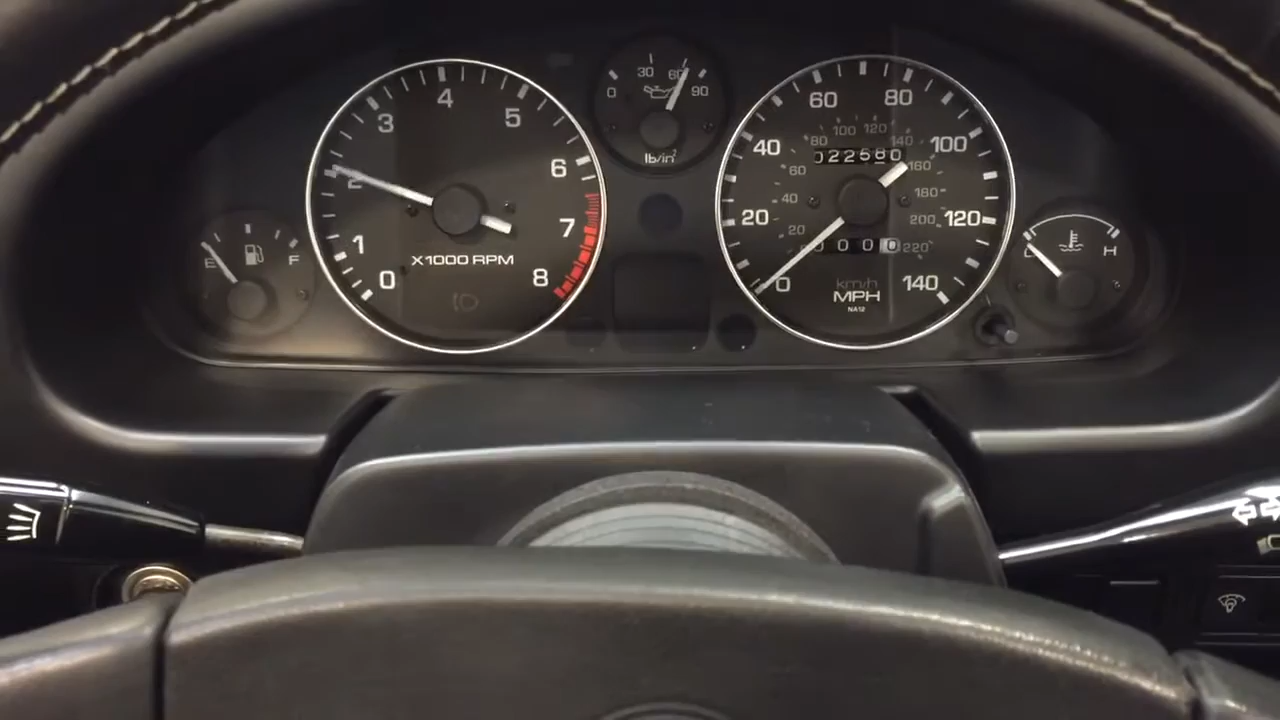 0 1 2 3 4 5 6 7 8
X1000 RPM
E F
0 30 60 90
lb/in²
0 20 40 60 80 100 120 140
20 40 60 80 100 120 140 160 180 200 220
022580
000
km/h
MPH
NA12
H